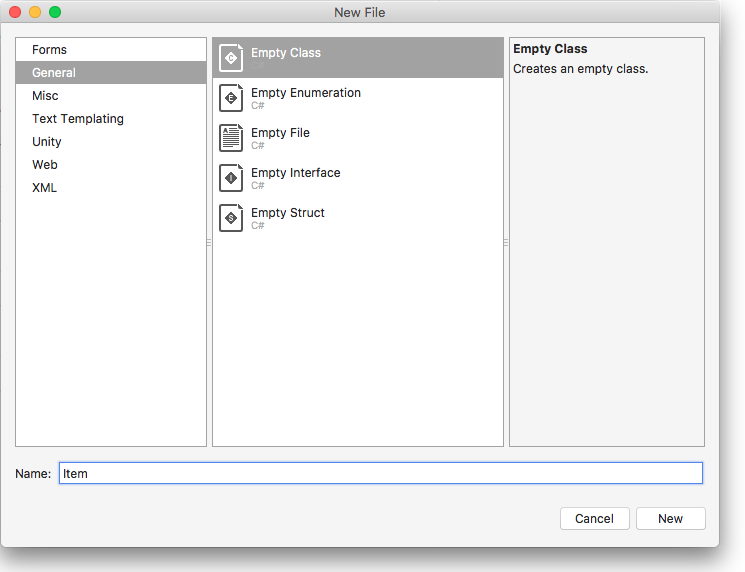 New File
Forms
General
Misc
Text Templating
Unity
Web
XML
Empty Class
C#
Empty Enumeration
C#
Empty File
C#
Empty Interface
C#
Empty Struct
C#
Empty Class
Creates an empty class.
Name: Item
Cancel New